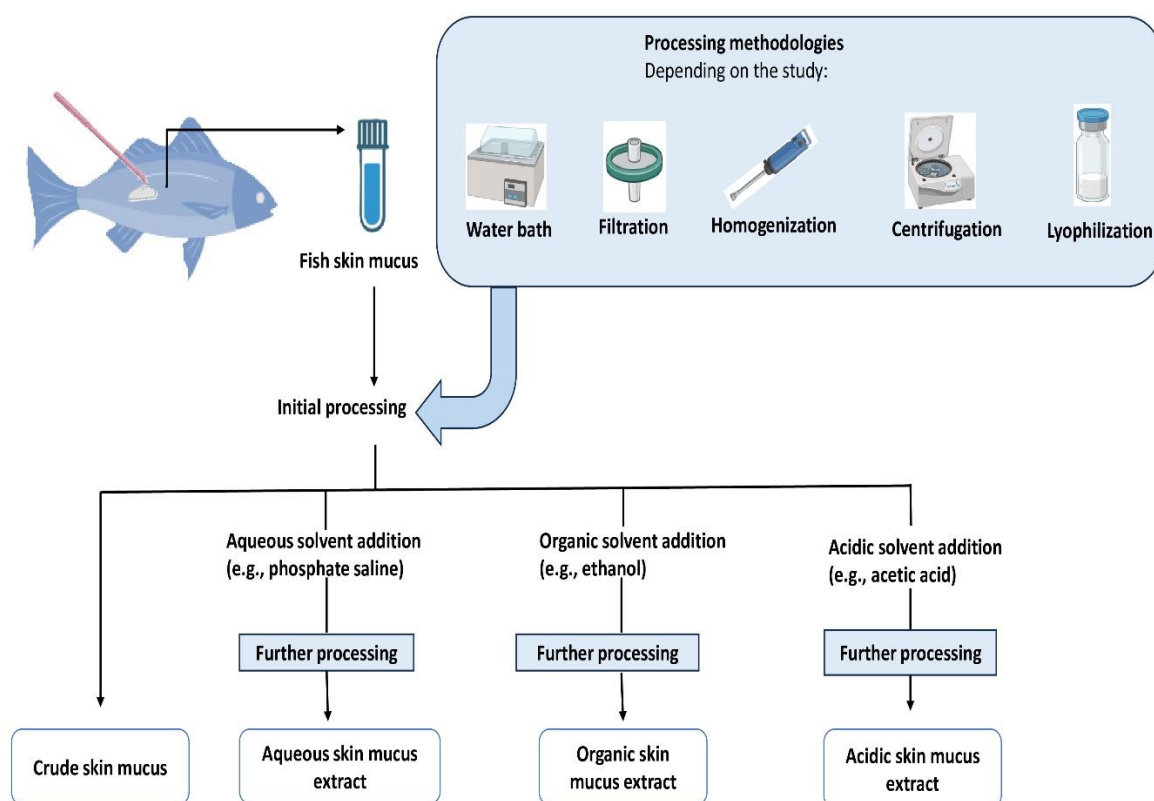 Processing methodologies
Depending on the study:
Water bath
Filtration
Homogenization
Centrifugation
Lyophilization
Fish skin mucus
Initial processing
Aqueous solvent addition
(e.g., phosphate saline)
Organic solvent addition
(e.g., ethanol)
Acidic solvent addition
(e.g., acetic acid)
Further processing
Further processing
Further processing
Crude skin mucus
Aqueous skin mucus
extract
Organic skin
mucus extract
Acidic skin mucus
extract